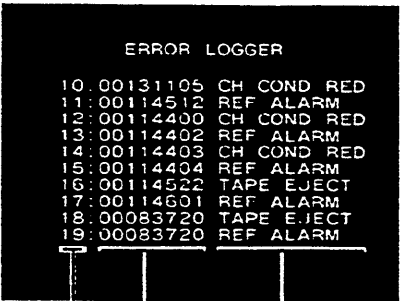 ERROR LOGGER
10:00131105 CH COND RED
11:00114512 REF ALARM
12:00114400 CH COND RED
13:00114402 REF ALARM
14:00114403 CH COND RED
15:00114404 REF ALARM
16:00114522 TAPE EJECT
17:00114601 REF ALARM
18:00083720 TAPE EJECT
19:00083720 REF ALARM